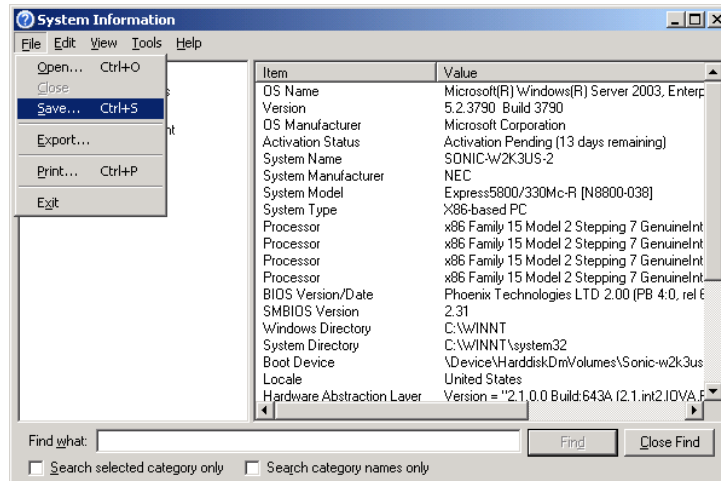 System Information
File Edit View Tools Help
Open... Ctrl+O
Close
Save... Ctrl+S
Export...
Print... Ctrl+P
Exit
Item Value
OS Name Microsoft(R) Windows(R) Server 2003, Enterp
Version 5.2.3790 Build 3790
OS Manufacturer Microsoft Corporation
Activation Status Activation Pending (13 days remaining)
System Name SONIC-W2K3US-2
System Manufacturer NEC
System Model Express5800/330Mc-R [N8800-038]
System Type X86-based PC
Processor x86 Family 15 Model 2 Stepping 7 GenuineInt
Processor x86 Family 15 Model 2 Stepping 7 GenuineInt
Processor x86 Family 15 Model 2 Stepping 7 GenuineInt
Processor x86 Family 15 Model 2 Stepping 7 GenuineInt
BIOS Version/Date Phoenix Technologies LTD 2.00 (PB 4:0, rel 6
SMBIOS Version 2.31
Windows Directory C:\WINNT
System Directory C:\WINNT\system32
Boot Device \Device\HarddiskDmVolumes\Sonic-w2k3us
Locale United States
Hardware Abstraction Layer Version = "2.1.0.0 Build:643A (2.1.int2.IOVA.F
Find what: Find Close Find
Search selected category only Search category names only